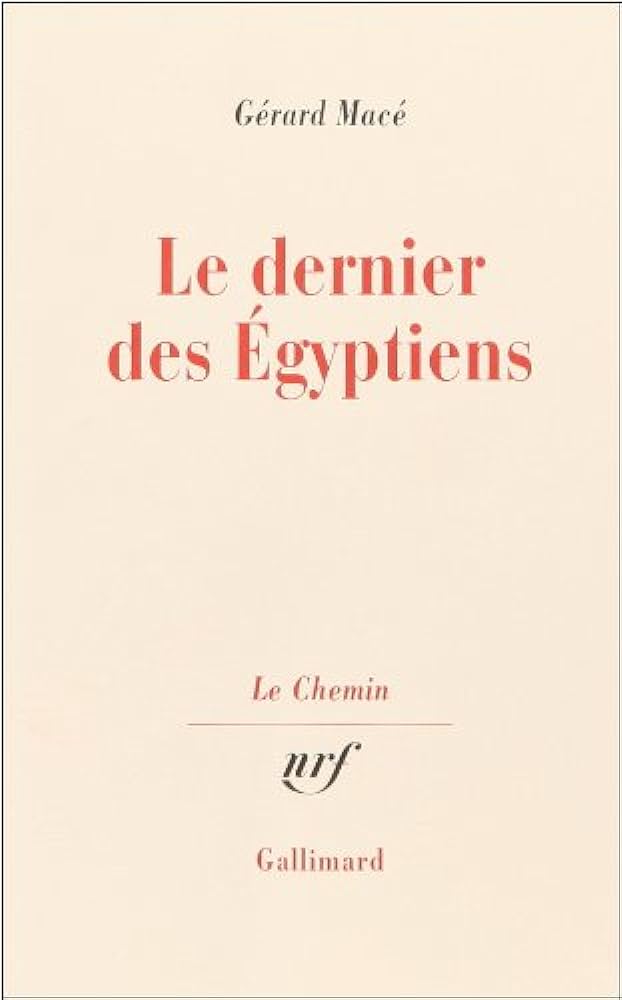 Gérard Macé
Le dernier
des Égyptiens
Le Chemin
nrf
Gallimard